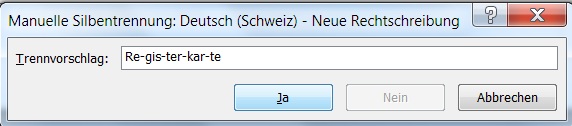 Manuelle Silbentrennung: Deutsch (Schweiz) - Neue Rechtschreibung
Trennvorschlag: Re-gis-ter-kar-te
Ja Nein Abbrechen